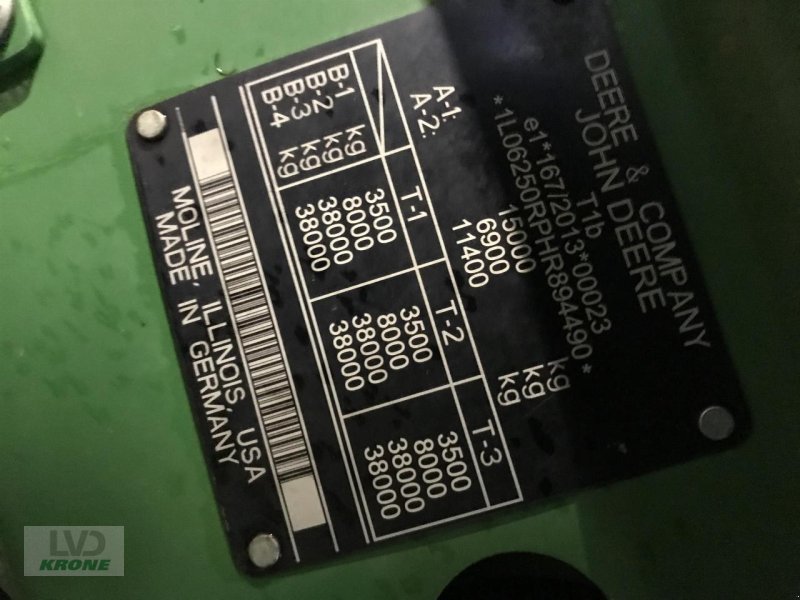 DEERE & COMPANY
JOHN DEERE
T1b
e1*167/2013*00023
*1L06250RPHR894490*
15000 kg
A-1: 6900 kg
A-2: 11400 kg
T-1 T-2 T-3
B-1 kg 3500 3500 3500
B-2 kg 8000 8000 8000
B-3 kg 38000 38000 38000
B-4 kg 38000 38000 38000
MOLINE, ILLINOIS, USA
MADE IN GERMANY
LVD
KRONE